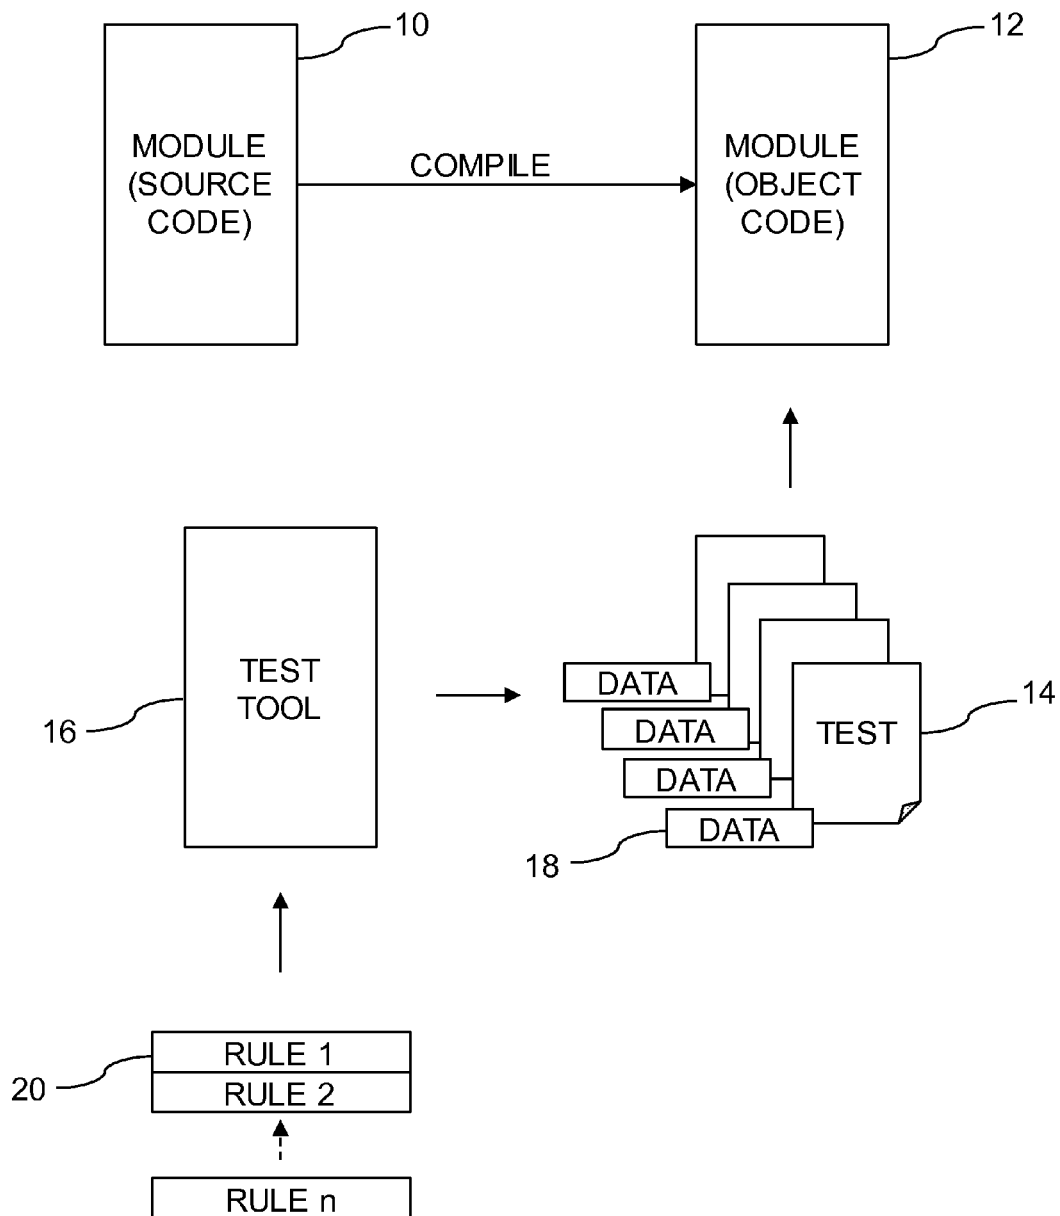 10
12
MODULE
(SOURCE
CODE)
COMPILE
MODULE
(OBJECT
CODE)
TEST
TOOL
16
DATA
DATA
DATA
DATA
18
TEST
14
20
RULE 1
RULE 2
RULE n